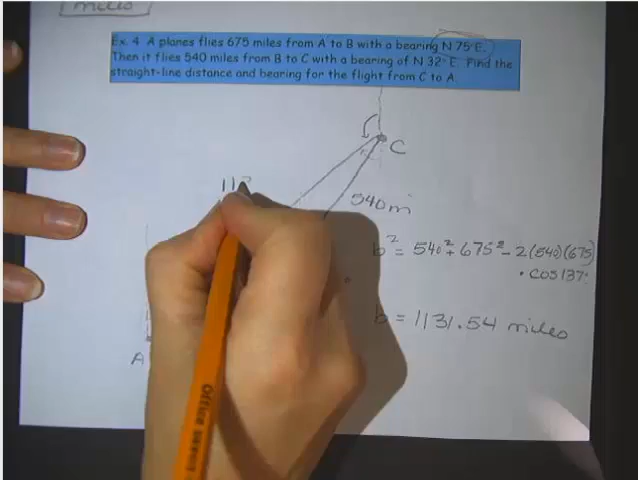 miles
Ex. 4 A planes flies 675 miles from A to B with a bearing N 75°E.
Then it flies 540 miles from B to C with a bearing of N 32° E. Find the
straight-line distance and bearing for the flight from C to A.
C
113
540 mi
b² = 540² + 675² - 2(540)(675)
• cos 137°
b = 1131.54 miles
A